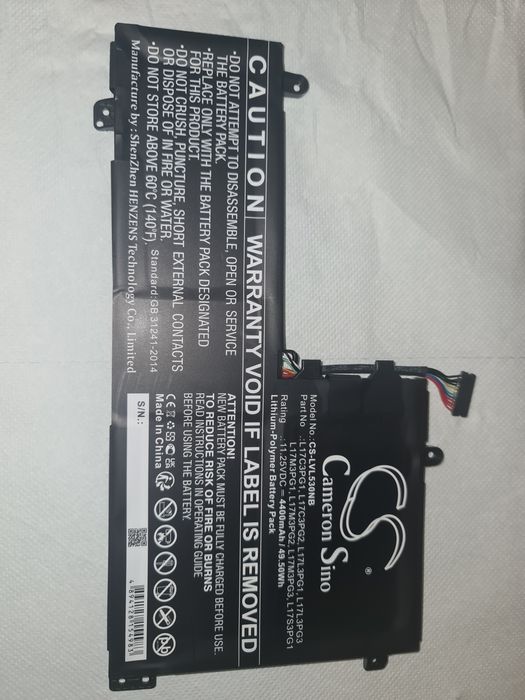 CS
®
Cameron Sino
Model No.:CS-LVL530NB
Part No. :L17C3PG1, L17C3PG2, L17L3PG1, L17L3PG3
L17M3PG1, L17M3PG2, L17M3PG3, L17S3PG1
Rating :11.25VDC⎓4400mAh / 49.50Wh
Lithium-Polymer Battery Pack
CAUTION WARRANTY VOID IF LABEL IS REMOVED
•DO NOT ATTEMPT TO DISASSEMBLE, OPEN OR SERVICE
THE BATTERY PACK.
•REPLACE ONLY WITH THE BATTERY PACK DESIGNATED
FOR THIS PRODUCT.
•DO NOT CRUSH, PUNCTURE, SHORT EXTERNAL CONTACTS
OR DISPOSE OF IN FIRE OR WATER.
•DO NOT STORE ABOVE 60°C (140°F).
Standard:GB 31241-2014
Manufacture by : ShenZhen HENZENS Technology Co., Limited
ATTENTION!
NEW BATTERY PACK MUST BE FULLY CHARGED BEFORE USE.
TO REDUCE RISK OF FIRE OR BURNS
READ INSTRUCTIONS IN OPERATING GUIDE
BEFORE USING THE BATTERY.
Made In China
S/N.:
4894128154983